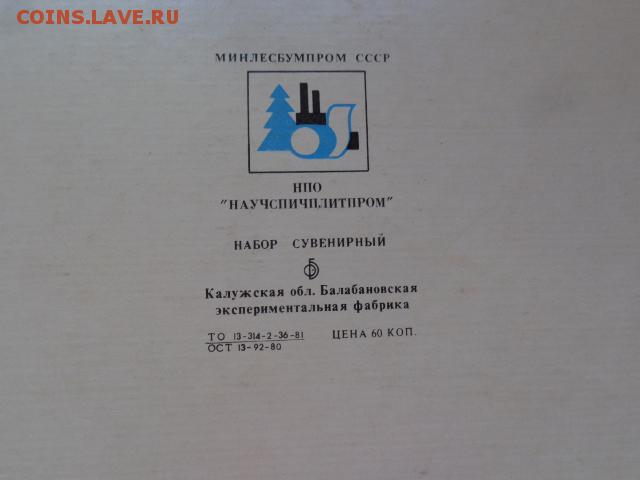 COINS.LAVE.RU
МИНЛЕСБУМПРОМ СССР
НПО
"НАУЧСПИЧПЛИТПРОМ"
НАБОР СУВЕНИРНЫЙ
Калужская обл. Балабановская
экспериментальная фабрика
ТО 13-314-2-36-81 ЦЕНА 60 КОП.
ОСТ 13-92-80